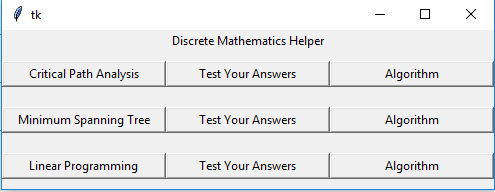 tk
Discrete Mathematics Helper
Critical Path Analysis Test Your Answers Algorithm
Minimum Spanning Tree Test Your Answers Algorithm
Linear Programming Test Your Answers Algorithm